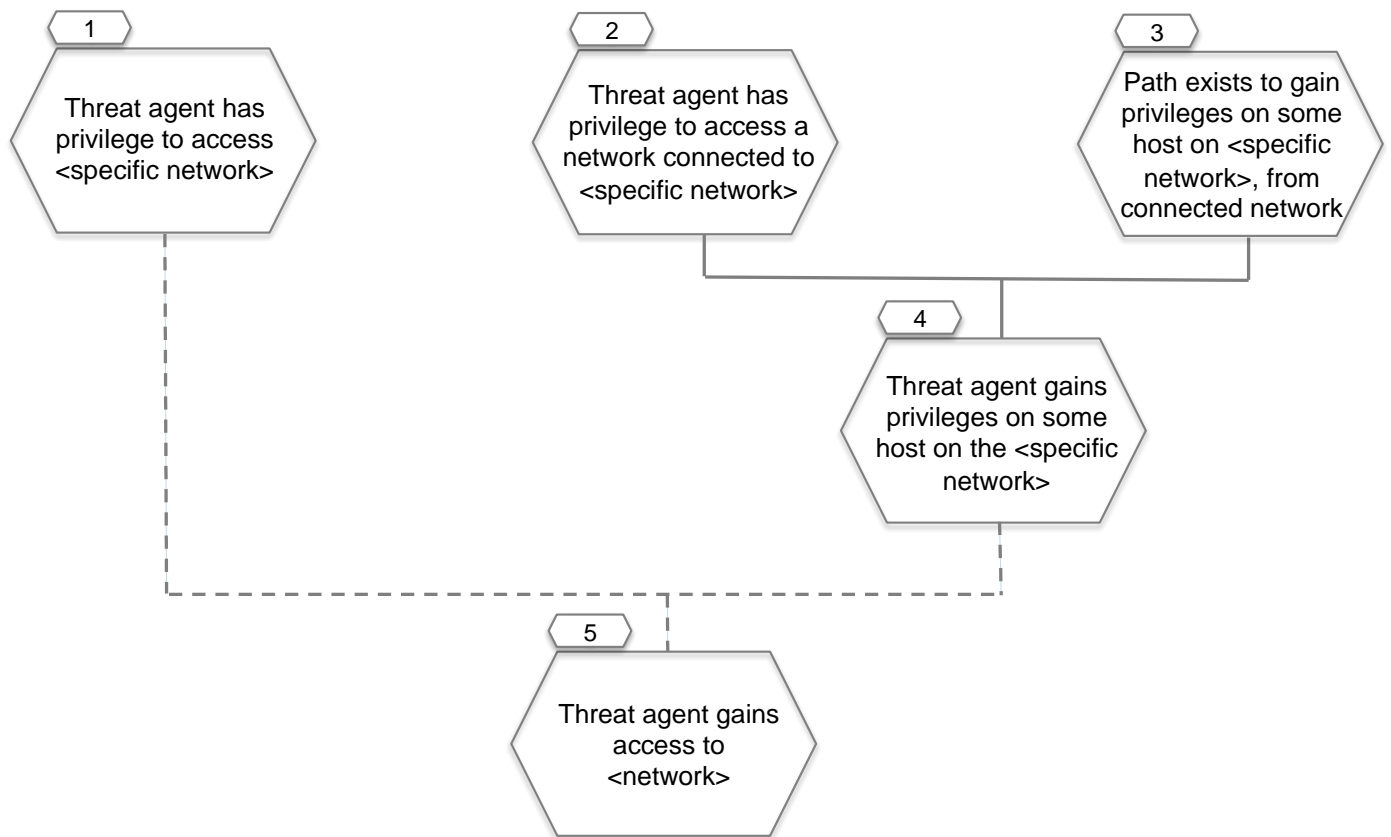 1
Threat agent has
privilege to access
<specific network>
2
Threat agent has
privilege to access a
network connected to
<specific network>
3
Path exists to gain
privileges on some
host on <specific
network>, from
connected network
4
Threat agent gains
privileges on some
host on the <specific
network>
5
Threat agent gains
access to
<network>